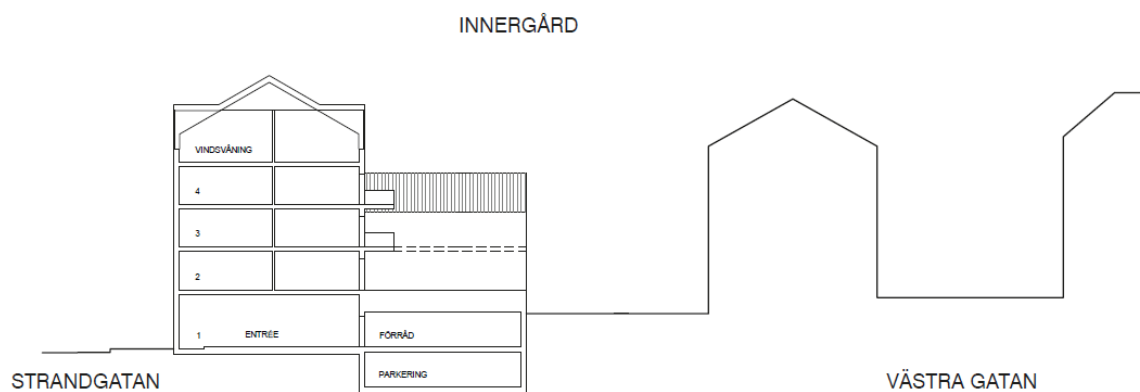 INNERGÅRD
VINDSVÅNING
4
3
2
1 ENTRÉE FÖRRÅD
PARKERING
STRANDGATAN VÄSTRA GATAN